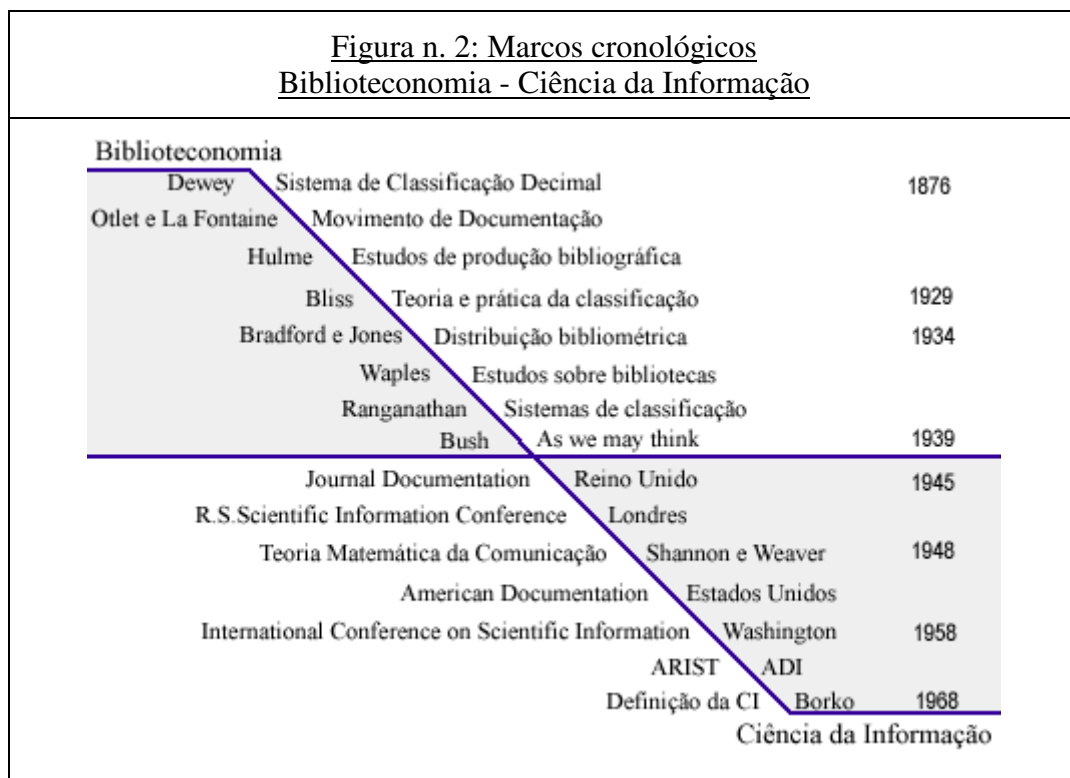 Figura n. 2: Marcos cronológicos
Biblioteconomia - Ciência da Informação
Biblioteconomia
Dewey Sistema de Classificação Decimal 1876
Otlet e La Fontaine Movimento de Documentação
Hulme Estudos de produção bibliográfica
Bliss Teoria e prática da classificação 1929
Bradford e Jones Distribuição bibliométrica 1934
Waples Estudos sobre bibliotecas
Ranganathan Sistemas de classificação
Bush As we may think 1939
Journal Documentation Reino Unido 1945
R.S.Scientific Information Conference Londres
Teoria Matemática da Comunicação Shannon e Weaver 1948
American Documentation Estados Unidos
International Conference on Scientific Information Washington 1958
ARIST ADI
Definição da CI Borko 1968
Ciência da Informação